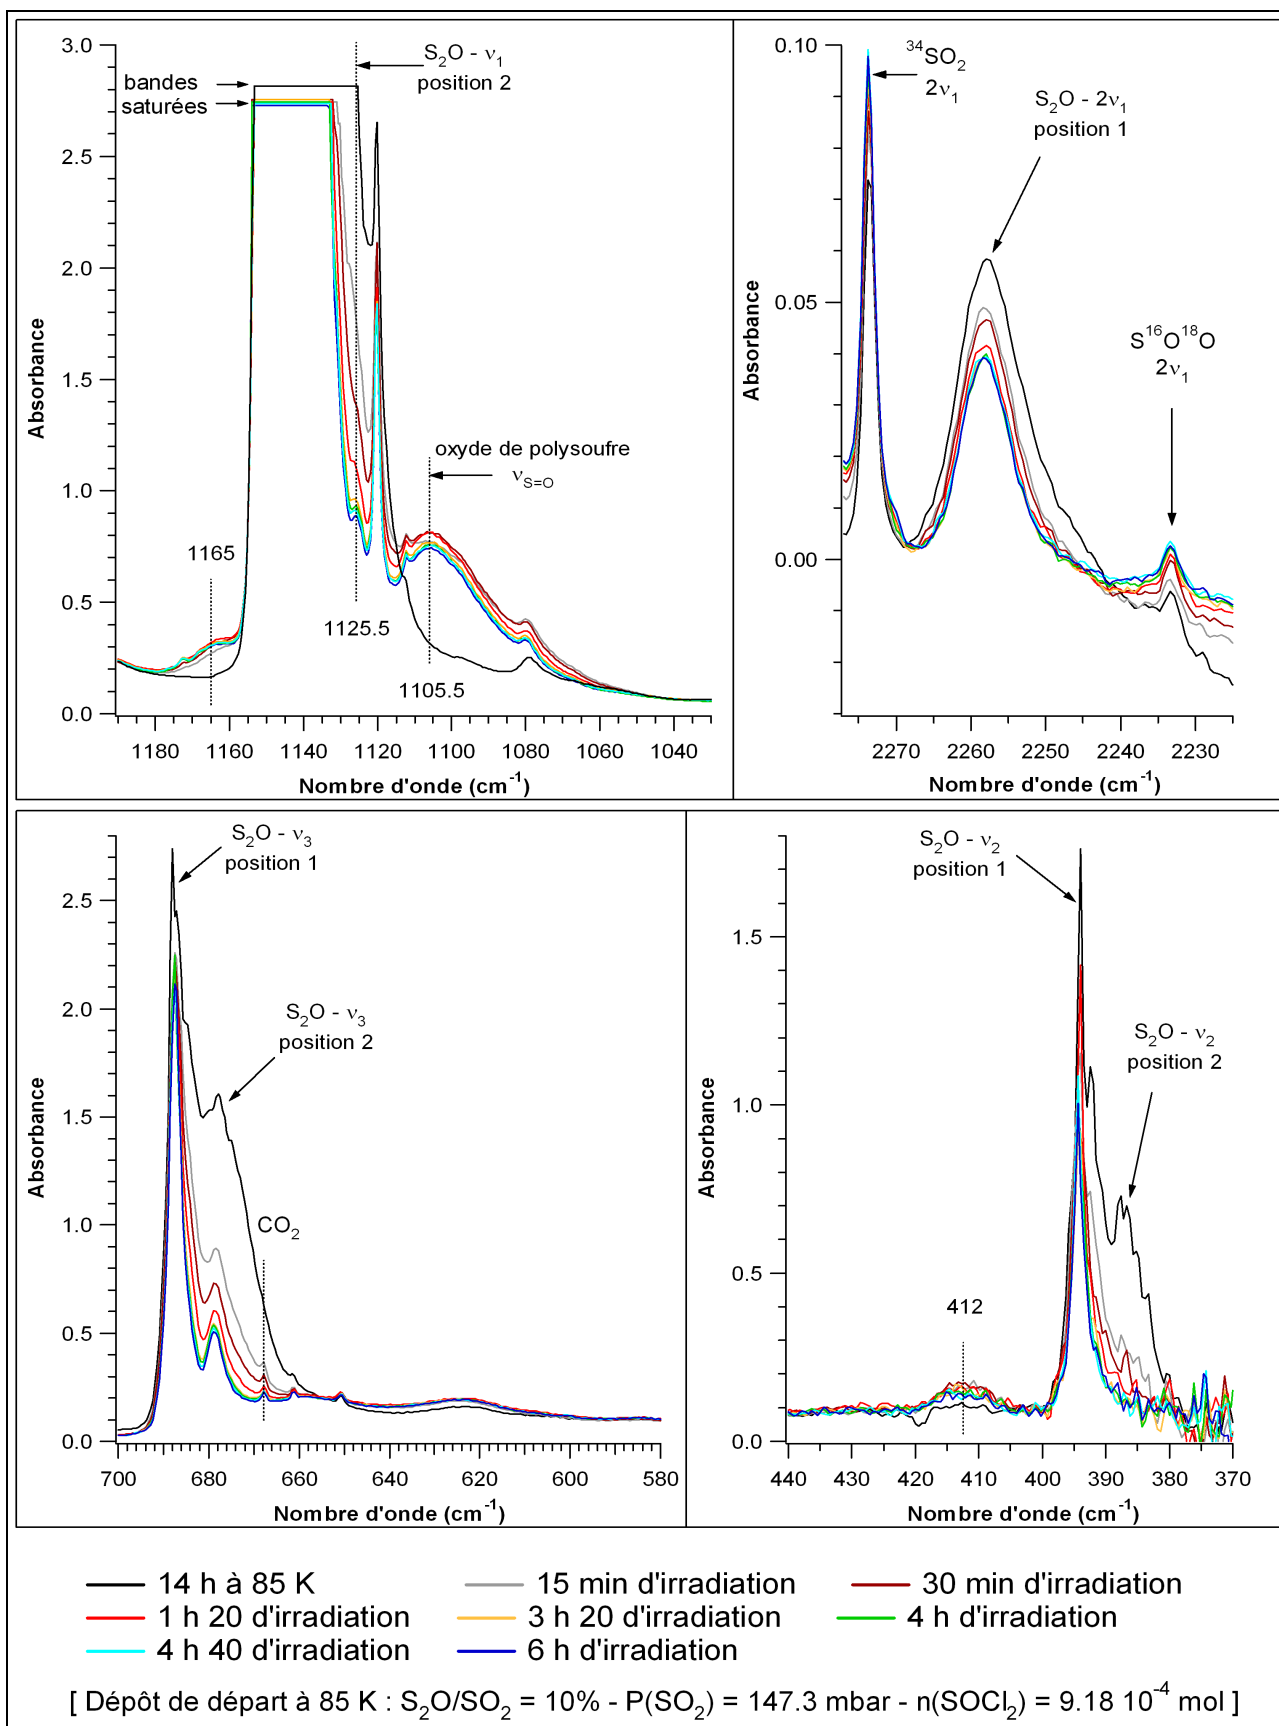 S₂O - ν₁
position 2
bandes
saturées
oxyde de polysoufre
ν S=O
1165
1125.5
1105.5
3.0
2.5
2.0
1.5
1.0
0.5
0.0
Absorbance
1180 1160 1140 1120 1100 1080 1060 1040
Nombre d'onde (cm⁻¹)
³⁴SO₂
2ν₁
S₂O - 2ν₁
position 1
S¹⁶O¹⁸O
2ν₁
0.10
0.05
0.00
Absorbance
2270 2260 2250 2240 2230
Nombre d'onde (cm⁻¹)
S₂O - ν₃
position 1
S₂O - ν₃
position 2
CO₂
2.5
2.0
1.5
1.0
0.5
0.0
Absorbance
700 680 660 640 620 600 580
Nombre d'onde (cm⁻¹)
S₂O - ν₂
position 1
S₂O - ν₂
position 2
412
1.5
1.0
0.5
0.0
Absorbance
440 430 420 410 400 390 380 370
Nombre d'onde (cm⁻¹)
14 h à 85 K 15 min d'irradiation 30 min d'irradiation
1 h 20 d'irradiation 3 h 20 d'irradiation 4 h d'irradiation
4 h 40 d'irradiation 6 h d'irradiation
[ Dépôt de départ à 85 K : S₂O/SO₂ = 10% - P(SO₂) = 147.3 mbar - n(SOCl₂) = 9.18 10⁻⁴ mol ]